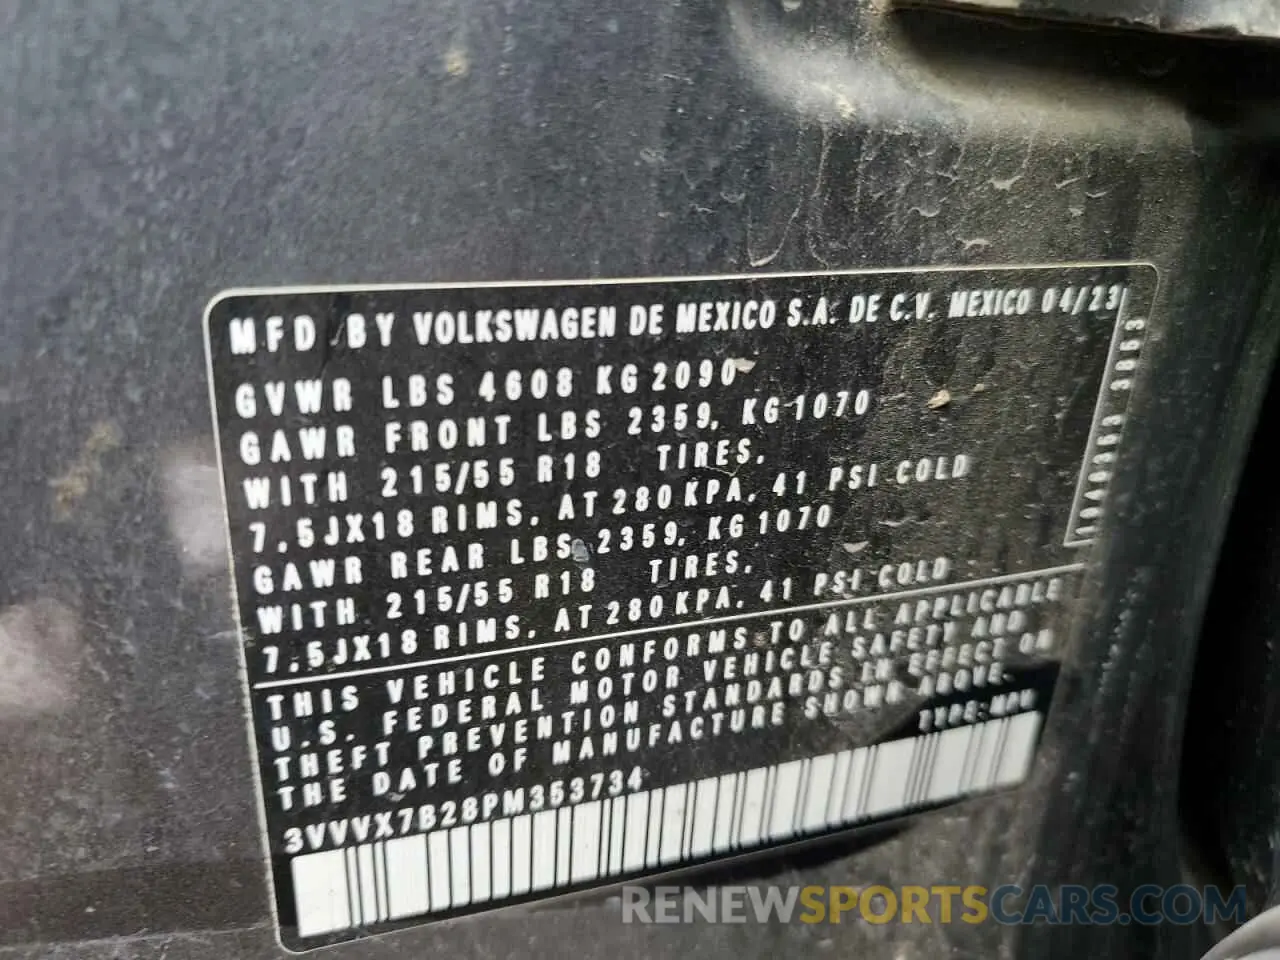 MFD. BY VOLKSWAGEN DE MEXICO S.A. DE C.V. MEXICO 04/23
GVWR LBS 4608 KG 2090
GAWR FRONT LBS 2359, KG 1070
WITH 215/55 R18 TIRES,
7.5JX18 RIMS, AT 280 KPA, 41 PSI COLD
GAWR REAR LBS 2359, KG 1070
WITH 215/55 R18 TIRES,
7.5JX18 RIMS, AT 280 KPA, 41 PSI COLD
THIS VEHICLE CONFORMS TO ALL APPLICABLE
U.S. FEDERAL MOTOR VEHICLE SAFETY AND
THEFT PREVENTION STANDARDS IN EFFECT ON
THE DATE OF MANUFACTURE SHOWN ABOVE.
TYPE: MPV
3VVVX7B28PM353734
RENEWSPORTSCARS.COM